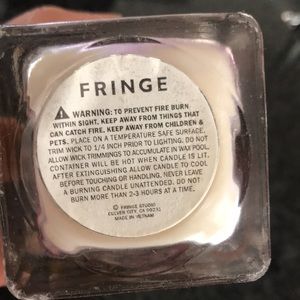 FRINGE
⚠ WARNING: TO PREVENT FIRE BURN
WITHIN SIGHT. KEEP AWAY FROM THINGS THAT
CAN CATCH FIRE. KEEP AWAY FROM CHILDREN &
PETS. PLACE ON A TEMPERATURE SAFE SURFACE.
TRIM WICK TO 1/4 INCH PRIOR TO LIGHTING. DO NOT
ALLOW WICK TRIMMINGS TO ACCUMULATE IN WAX POOL.
CONTAINER WILL BE HOT WHEN CANDLE IS LIT.
AFTER EXTINGUISHING ALLOW CANDLE TO COOL
BEFORE TOUCHING OR HANDLING. NEVER LEAVE
A BURNING CANDLE UNATTENDED. DO NOT
BURN MORE THAN 2-3 HOURS AT A TIME.
© FRINGE STUDIO
CULVER CITY, CA 90232
MADE IN VIETNAM